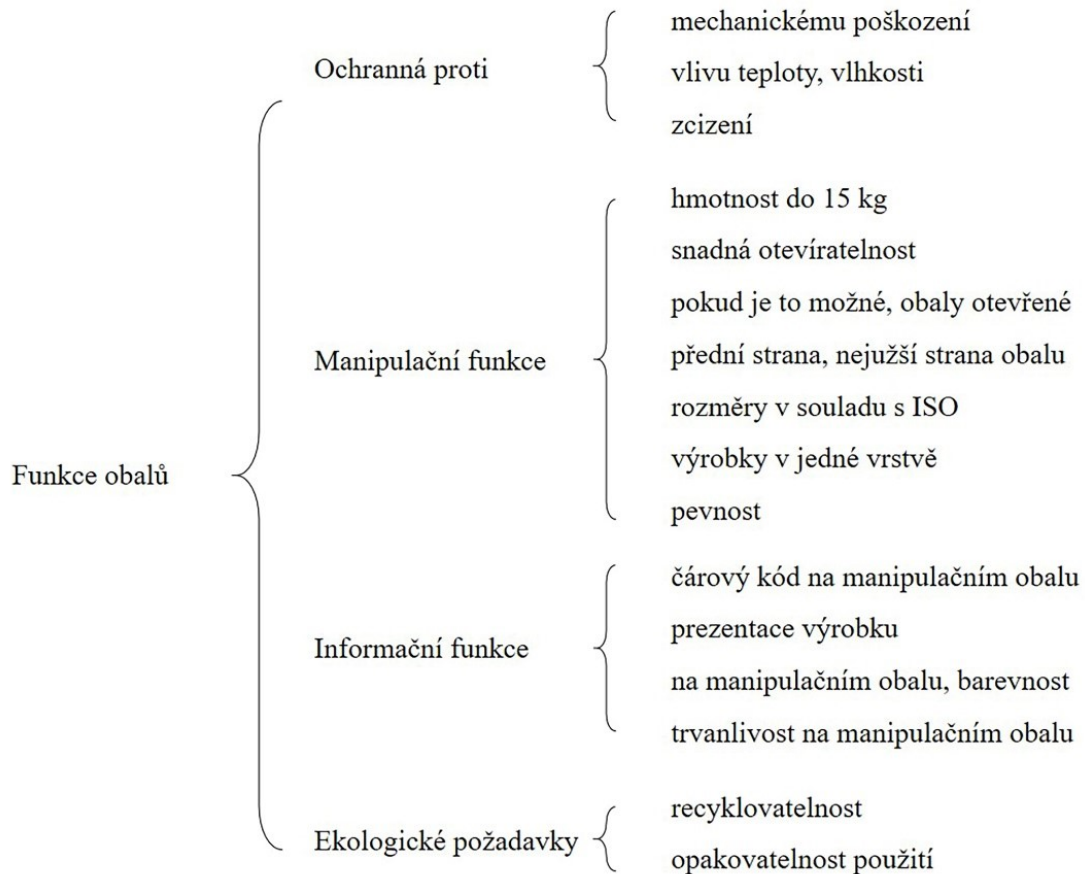 Funkce obalů
Ochranná proti
mechanickému poškození
vlivu teploty, vlhkosti
zcizení
Manipulační funkce
hmotnost do 15 kg
snadná otevíratelnost
pokud je to možné, obaly otevřené
přední strana, nejužší strana obalu
rozměry v souladu s ISO
výrobky v jedné vrstvě
pevnost
Informační funkce
čárový kód na manipulačním obalu
prezentace výrobku
na manipulačním obalu, barevnost
trvanlivost na manipulačním obalu
Ekologické požadavky
recyklovatelnost
opakovatelnost použití